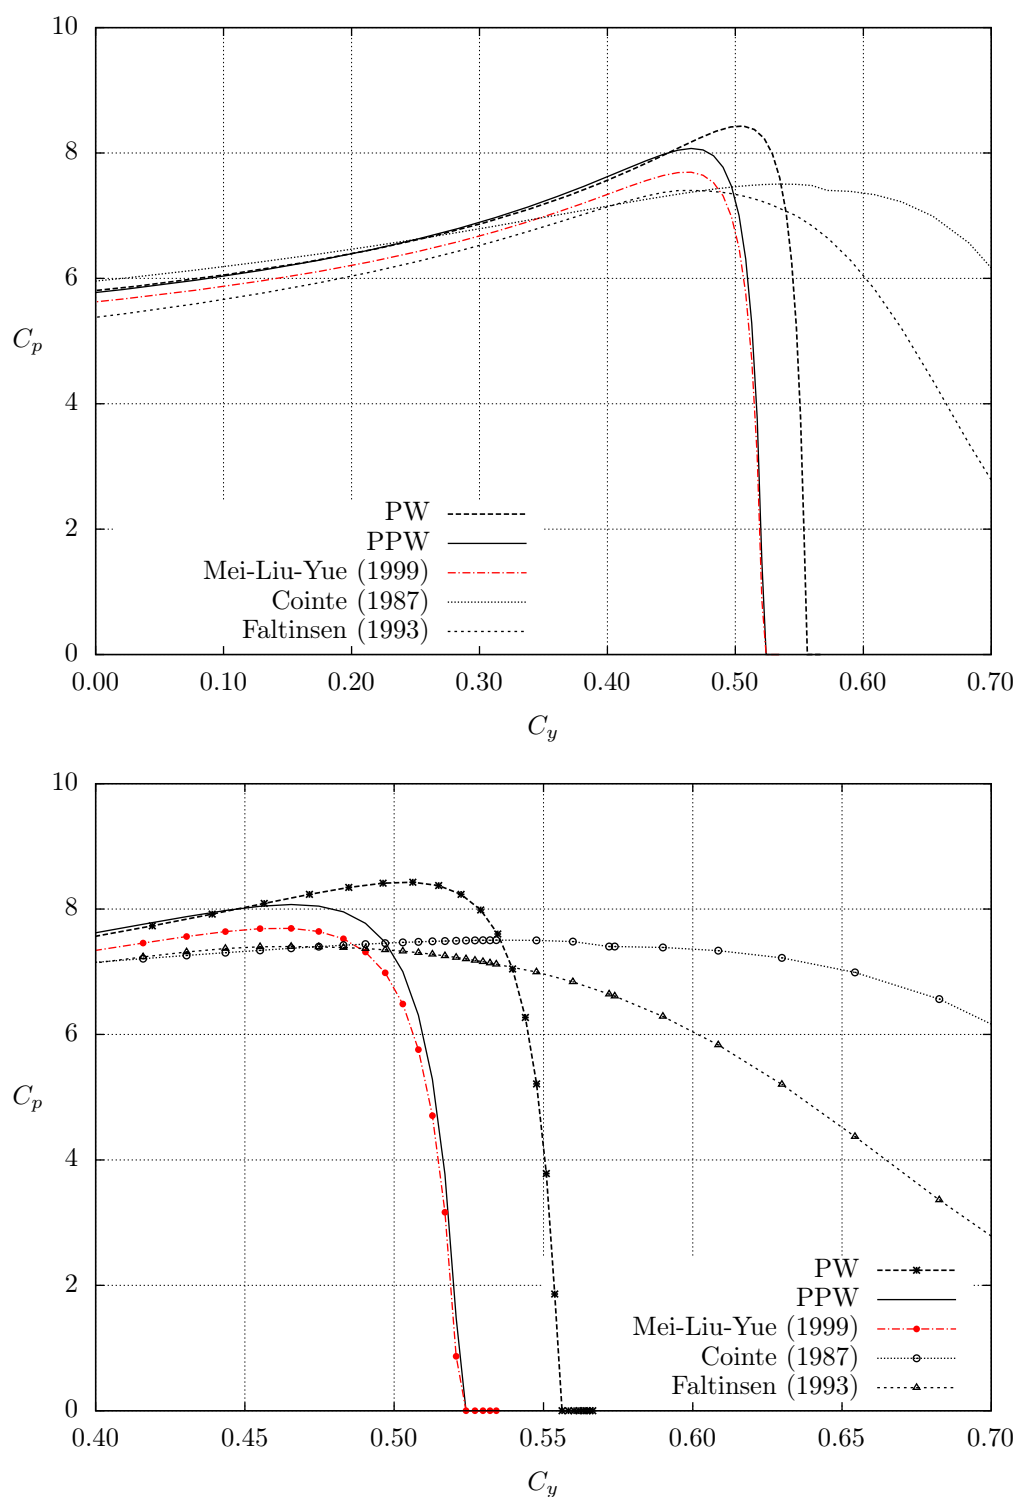 10
8
6
C_p
4
2
0
PW
PPW
Mei-Liu-Yue (1999)
Cointe (1987)
Faltinsen (1993)
0.00 0.10 0.20 0.30 0.40 0.50 0.60 0.70
C_y
10
8
6
C_p
4
2
0
PW
PPW
Mei-Liu-Yue (1999)
Cointe (1987)
Faltinsen (1993)
0.40 0.45 0.50 0.55 0.60 0.65 0.70
C_y